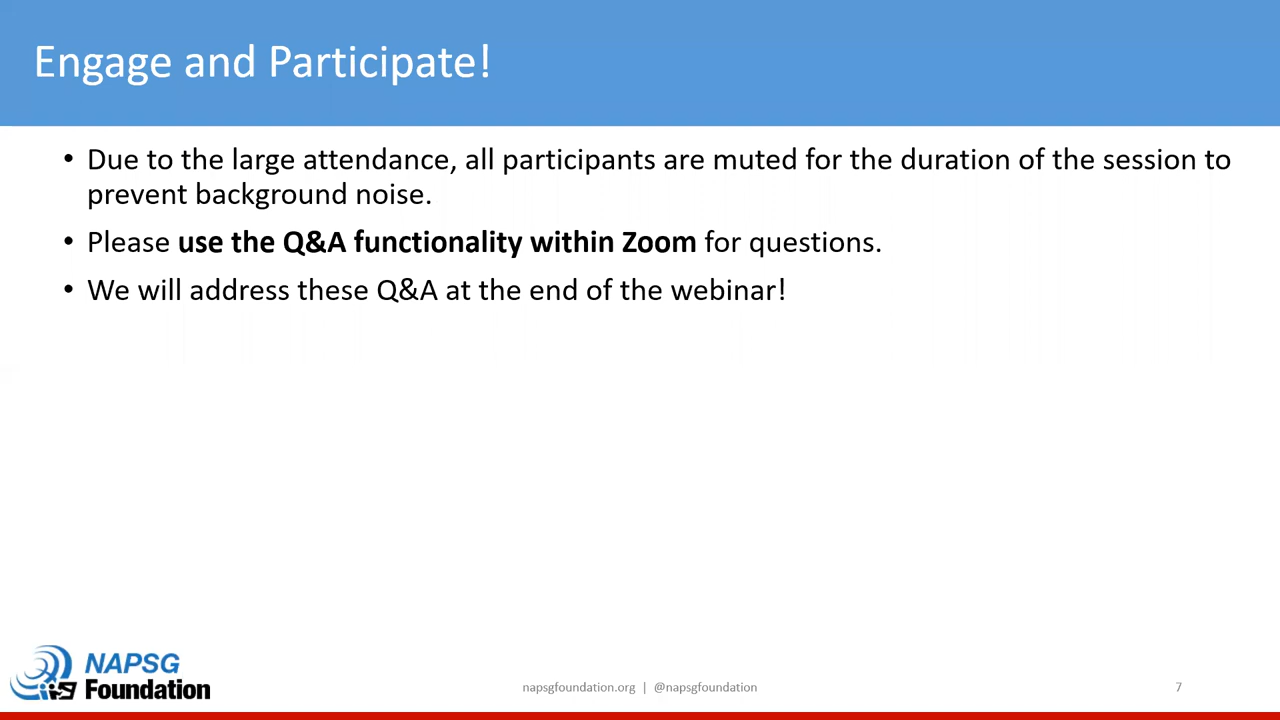 Engage and Participate!
• Due to the large attendance, all participants are muted for the duration of the session to
prevent background noise.
• Please use the Q&A functionality within Zoom for questions.
• We will address these Q&A at the end of the webinar!
NAPSG
Foundation
napsgfoundation.org | @napsgfoundation
7